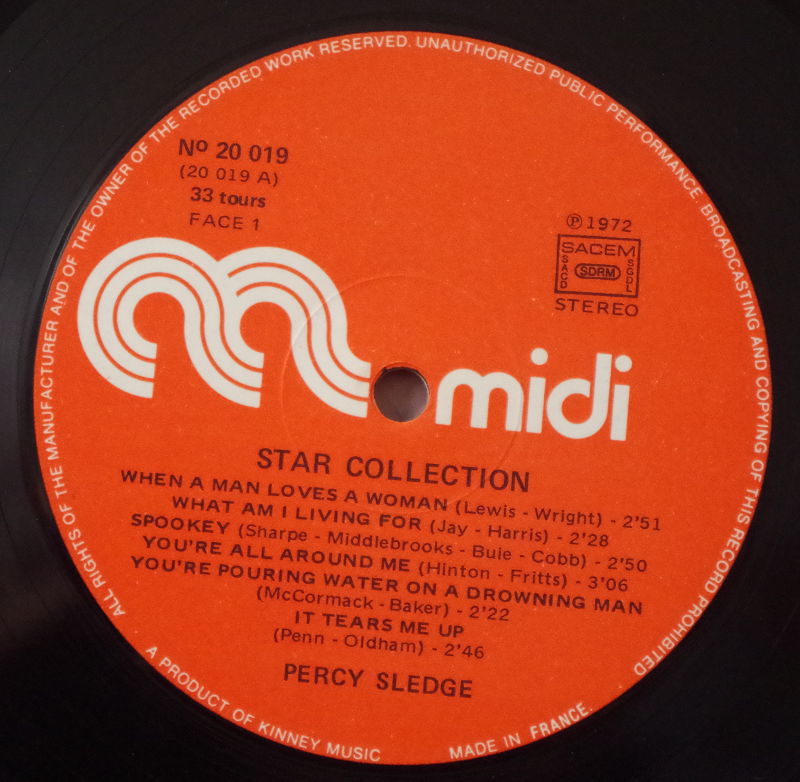 ALL RIGHTS OF THE MANUFACTURER AND OF THE OWNER OF THE RECORDED WORK RESERVED. UNAUTHORIZED PUBLIC PERFORMANCE. BROADCASTING AND COPYING OF THIS RECORD PROHIBITED
Nº 20 019
(20 019 A)
33 tours
FACE 1
℗ 1972
SACEM
SACD
SDRM
SGDL
STEREO
midi
STAR COLLECTION
WHEN A MAN LOVES A WOMAN (Lewis - Wright) - 2'51
WHAT AM I LIVING FOR (Jay - Harris) - 2'28
SPOOKEY (Sharpe - Middlebrooks - Buie - Cobb) - 2'50
YOU'RE ALL AROUND ME (Hinton - Fritts) - 3'06
YOU'RE POURING WATER ON A DROWNING MAN
(McCormack - Baker) - 2'22
IT TEARS ME UP
(Penn - Oldham) - 2'46
PERCY SLEDGE
A PRODUCT OF KINNEY MUSIC
MADE IN FRANCE.